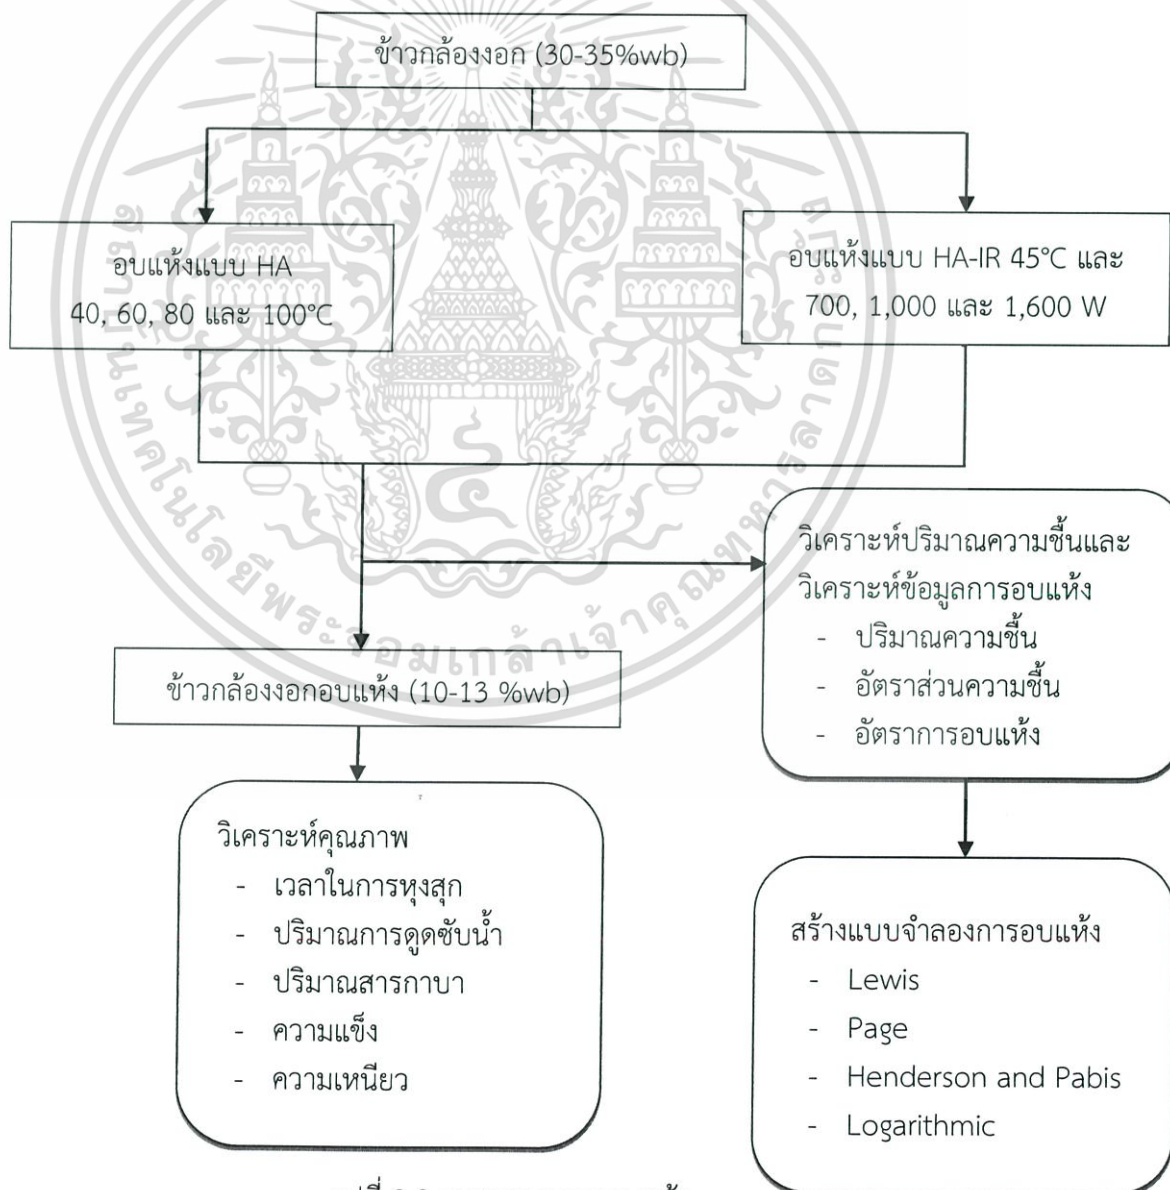 ข้าวกล้องงอก (30-35%wb)
อบแห้งแบบ HA
40, 60, 80 และ 100°C
อบแห้งแบบ HA-IR 45°C และ
700, 1,000 และ 1,600 W
วิเคราะห์ปริมาณความชื้นและ
วิเคราะห์ข้อมูลการอบแห้ง
- ปริมาณความชื้น
- อัตราส่วนความชื้น
- อัตราการอบแห้ง
ข้าวกล้องงอกอบแห้ง (10-13 %wb)
วิเคราะห์คุณภาพ
- เวลาในการหุงสุก
- ปริมาณการดูดซับน้ำ
- ปริมาณสารกาบา
- ความแข็ง
- ความเหนียว
สร้างแบบจำลองการอบแห้ง
- Lewis
- Page
- Henderson and Pabis
- Logarithmic